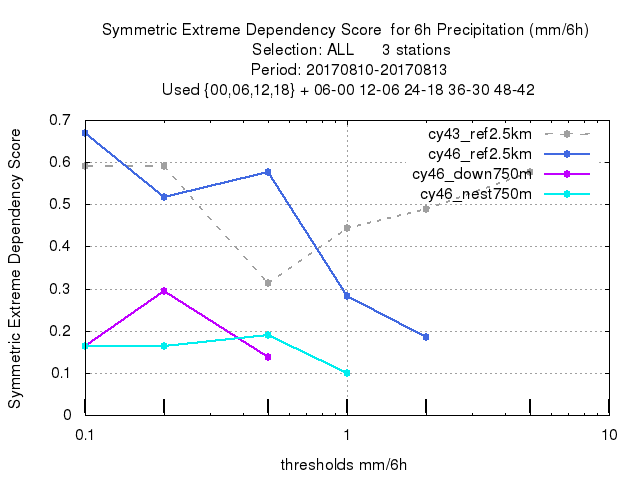 Symmetric Extreme Dependency Score for 6h Precipitation (mm/6h)
Selection: ALL 3 stations
Period: 20170810-20170813
Used {00,06,12,18} + 06-00 12-06 24-18 36-30 48-42
Symmetric Extreme Dependency Score
0.7
0.6
0.5
0.4
0.3
0.2
0.1
0
cy43_ref2.5km
cy46_ref2.5km
cy46_down750m
cy46_nest750m
0.1 1 10
thresholds mm/6h